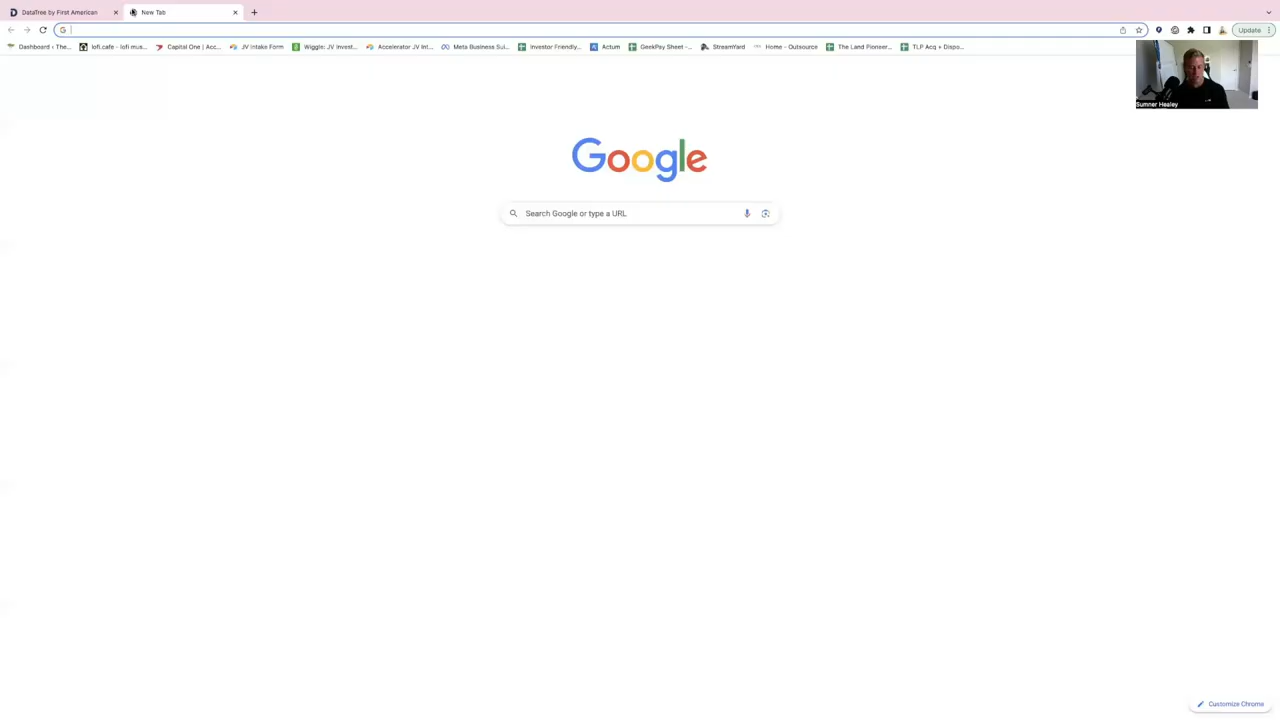 DataTree by First American
New Tab
Dashboard ‹ The...
lofi.cafe - lofi mus...
Capital One | Acc...
JV Intake Form
Wiggle: JV Invest...
Accelerator JV Int...
Meta Business Sui...
Investor Friendly...
Actum
GeekPay Sheet -...
StreamYard
Home - Outsource
The Land Pioneer...
TLP Acq + Dispo...
Update
Sumner Healey
Google
Search Google or type a URL
Customize Chrome